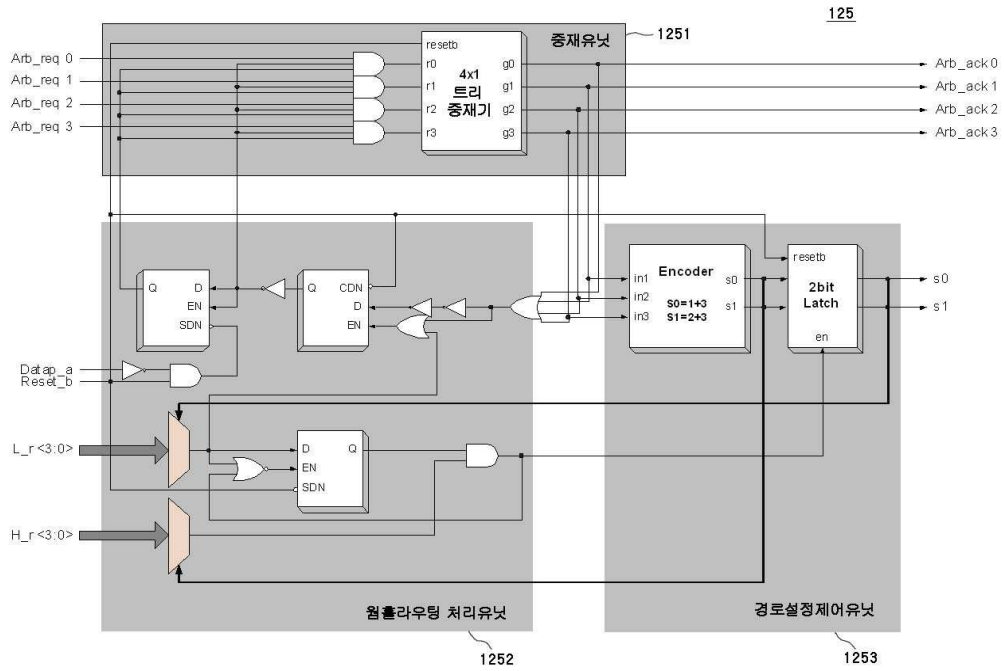 125
중재유닛
1251
Arb_req 0
Arb_req 1
Arb_req 2
Arb_req 3
resetb
r0
r1
r2
r3
4x1
트리
중재기
g0
g1
g2
g3
Arb_ack 0
Arb_ack 1
Arb_ack 2
Arb_ack 3
Q
D
EN
SDN
Q
CDN
D
EN
in1
in2
in3
Encoder
S0=1+3
S1=2+3
s0
s1
resetb
2bit
Latch
en
s0
s1
Datap_a
Reset_b
L_r <3:0>
H_r <3:0>
D
EN
SDN
Q
웜홀라우팅 처리유닛
1252
경로설정제어유닛
1253